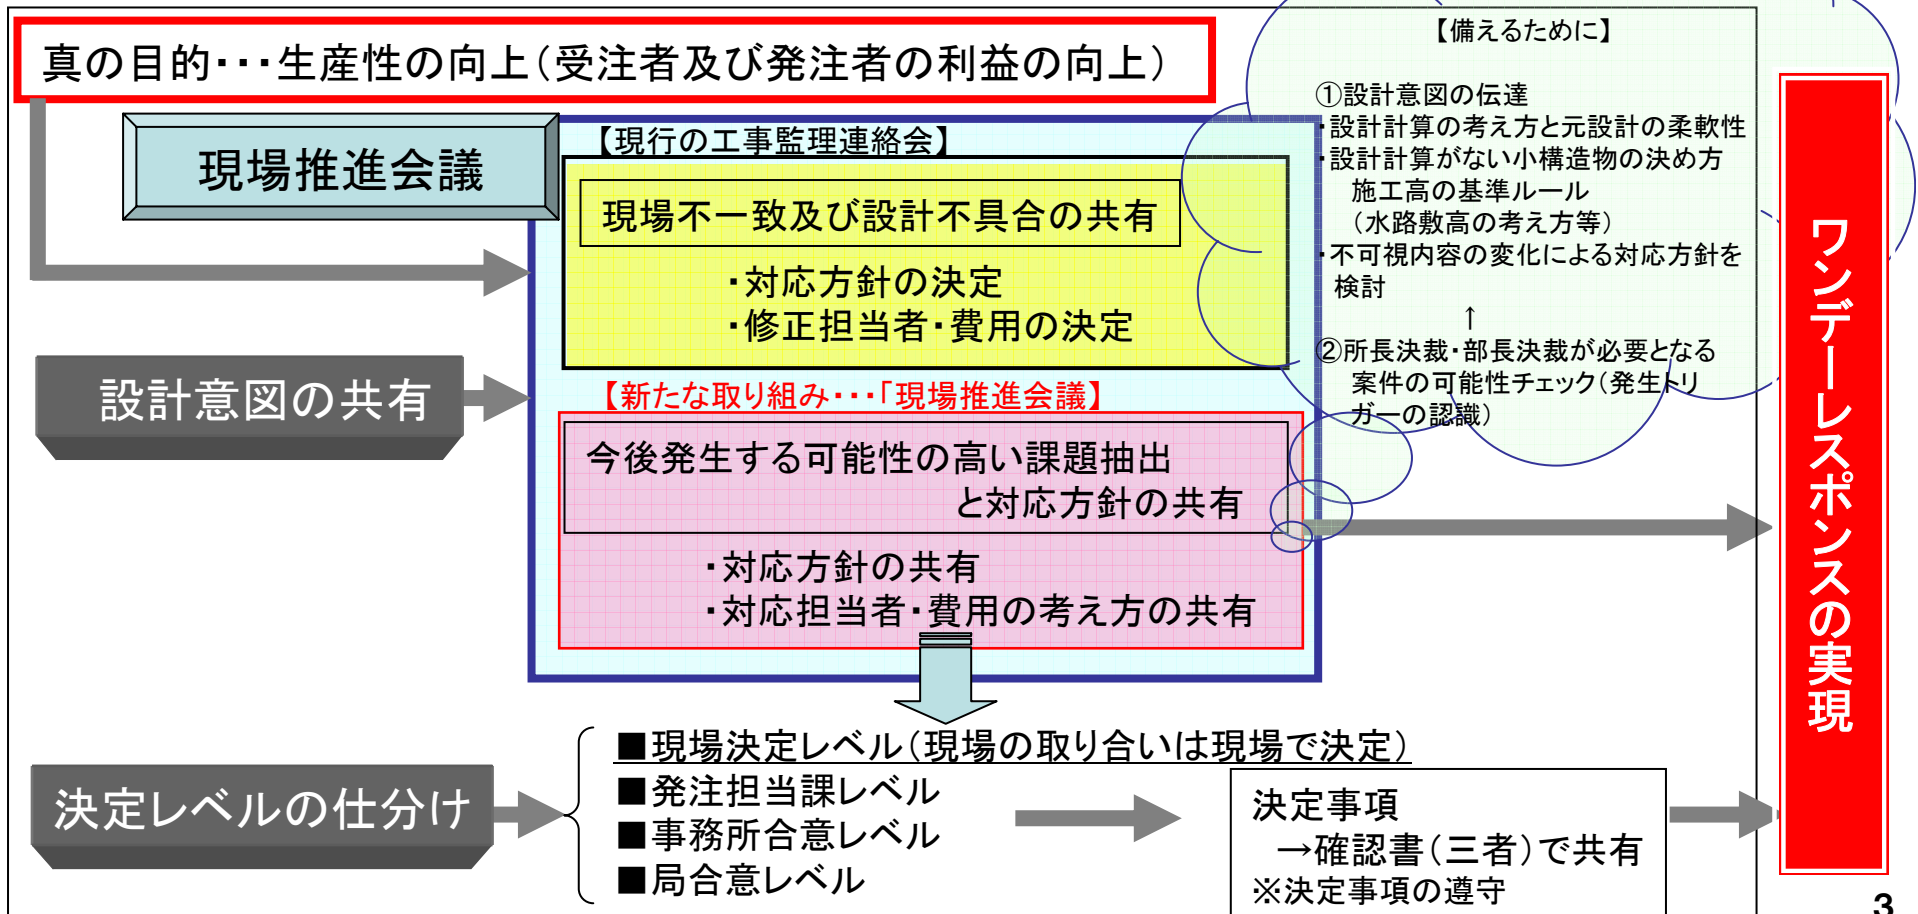 真の目的・・・生産性の向上（受注者及び発注者の利益の向上）
現場推進会議
【現行の工事監理連絡会】
現場不一致及び設計不具合の共有
・対応方針の決定
・修正担当者・費用の決定
設計意図の共有
【新たな取り組み・・・「現場推進会議】
今後発生する可能性の高い課題抽出
と対応方針の共有
・対応方針の共有
・対応担当者・費用の考え方の共有
【備えるために】
①設計意図の伝達
・設計計算の考え方と元設計の柔軟性
・設計計算がない小構造物の決め方
施工高の基準ルール
（水路敷高の考え方等）
・不可視内容の変化による対応方針を
検討
↑
②所長決裁・部長決裁が必要となる
案件の可能性チェック（発生トリ
ガーの認識）
ワンデーレスポンスの実現
決定レベルの仕分け
■現場決定レベル（現場の取り合いは現場で決定）
■発注担当課レベル
■事務所合意レベル
■局合意レベル
決定事項
→確認書（三者）で共有
※決定事項の遵守
3